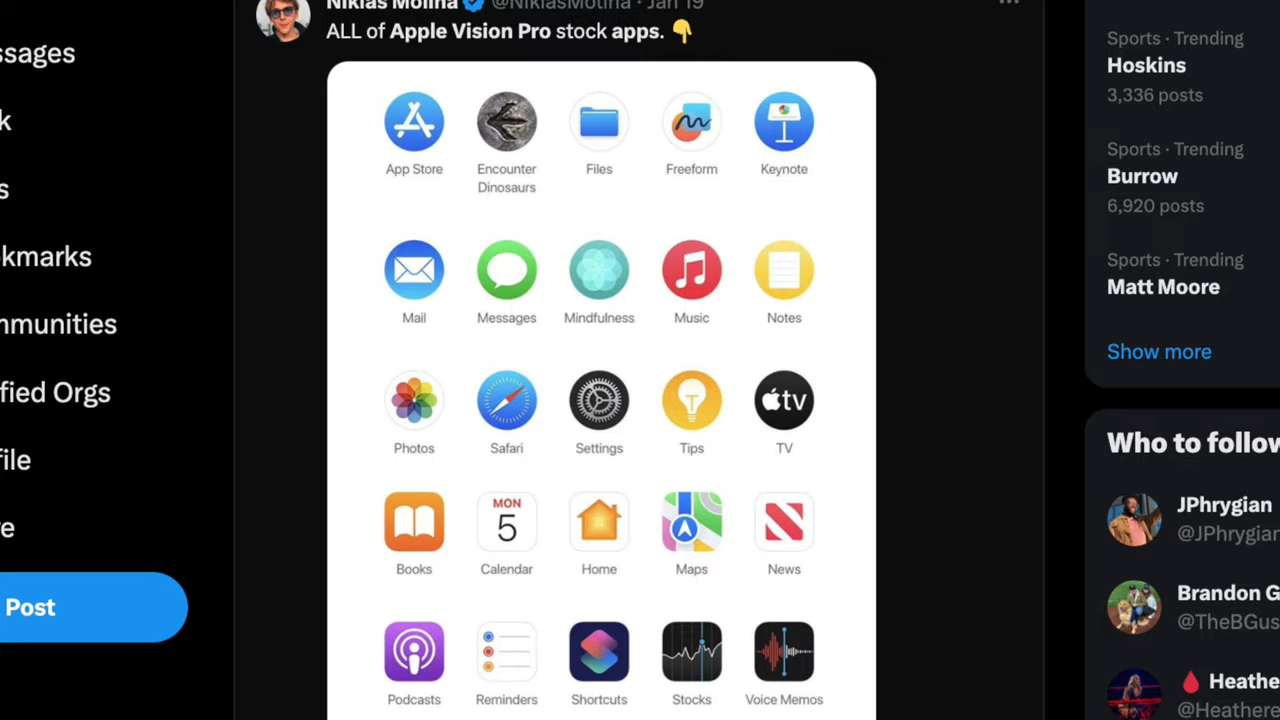 ssages
k
s
kmarks
mmunities
fied Orgs
file
re
Post
Niklas Molina @NiklasMolina · Jan 19
ALL of Apple Vision Pro stock apps. 👇
App Store
Encounter
Dinosaurs
Files
Freeform
Keynote
Mail
Messages
Mindfulness
Music
Notes
Photos
Safari
Settings
Tips
tv
TV
MON
5
Books
Calendar
Home
Maps
News
Podcasts
Reminders
Shortcuts
Stocks
Voice Memos
Sports · Trending
Hoskins
3,336 posts
Sports · Trending
Burrow
6,920 posts
Sports · Trending
Matt Moore
Show more
Who to follow
JPhrygian
@JPhrygian
Brandon G
@TheBGus
🩸 Heathe
@Heathere